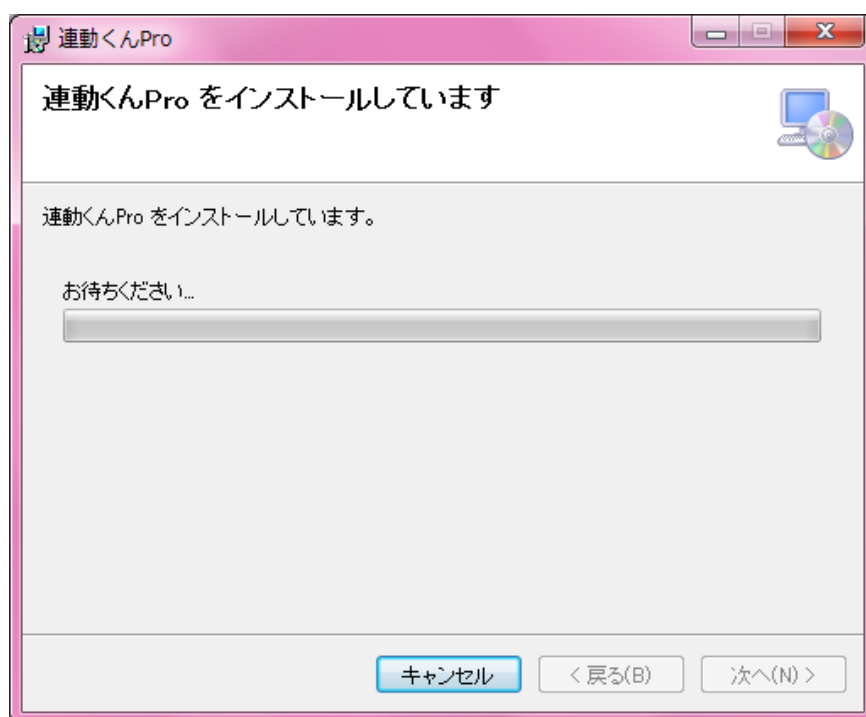 連動くんPro
連動くんPro をインストールしています
連動くんPro をインストールしています。
お待ちください...
キャンセル
< 戻る(B)
次へ(N) >